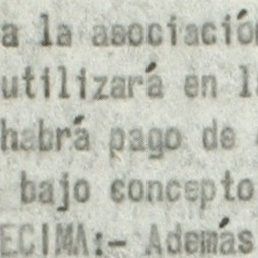 a la asociación
utilizará en l
habrá pago de
bajo concepto
ECIMA:- Además